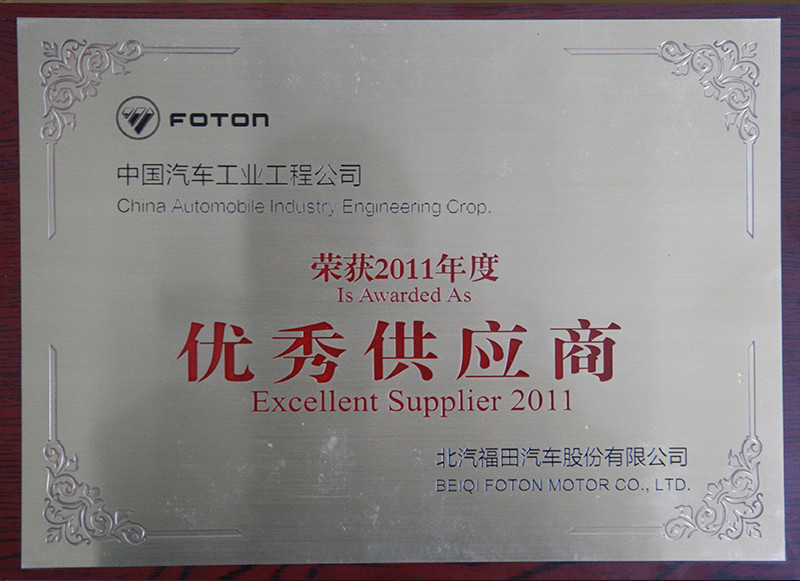 FOTON
中国汽车工业工程公司
China Automobile Industry Engineering Crop.
荣获2011年度
Is Awarded As
优秀供应商
Excellent Supplier 2011
北汽福田汽车股份有限公司
BEIQI FOTON MOTOR CO., LTD.